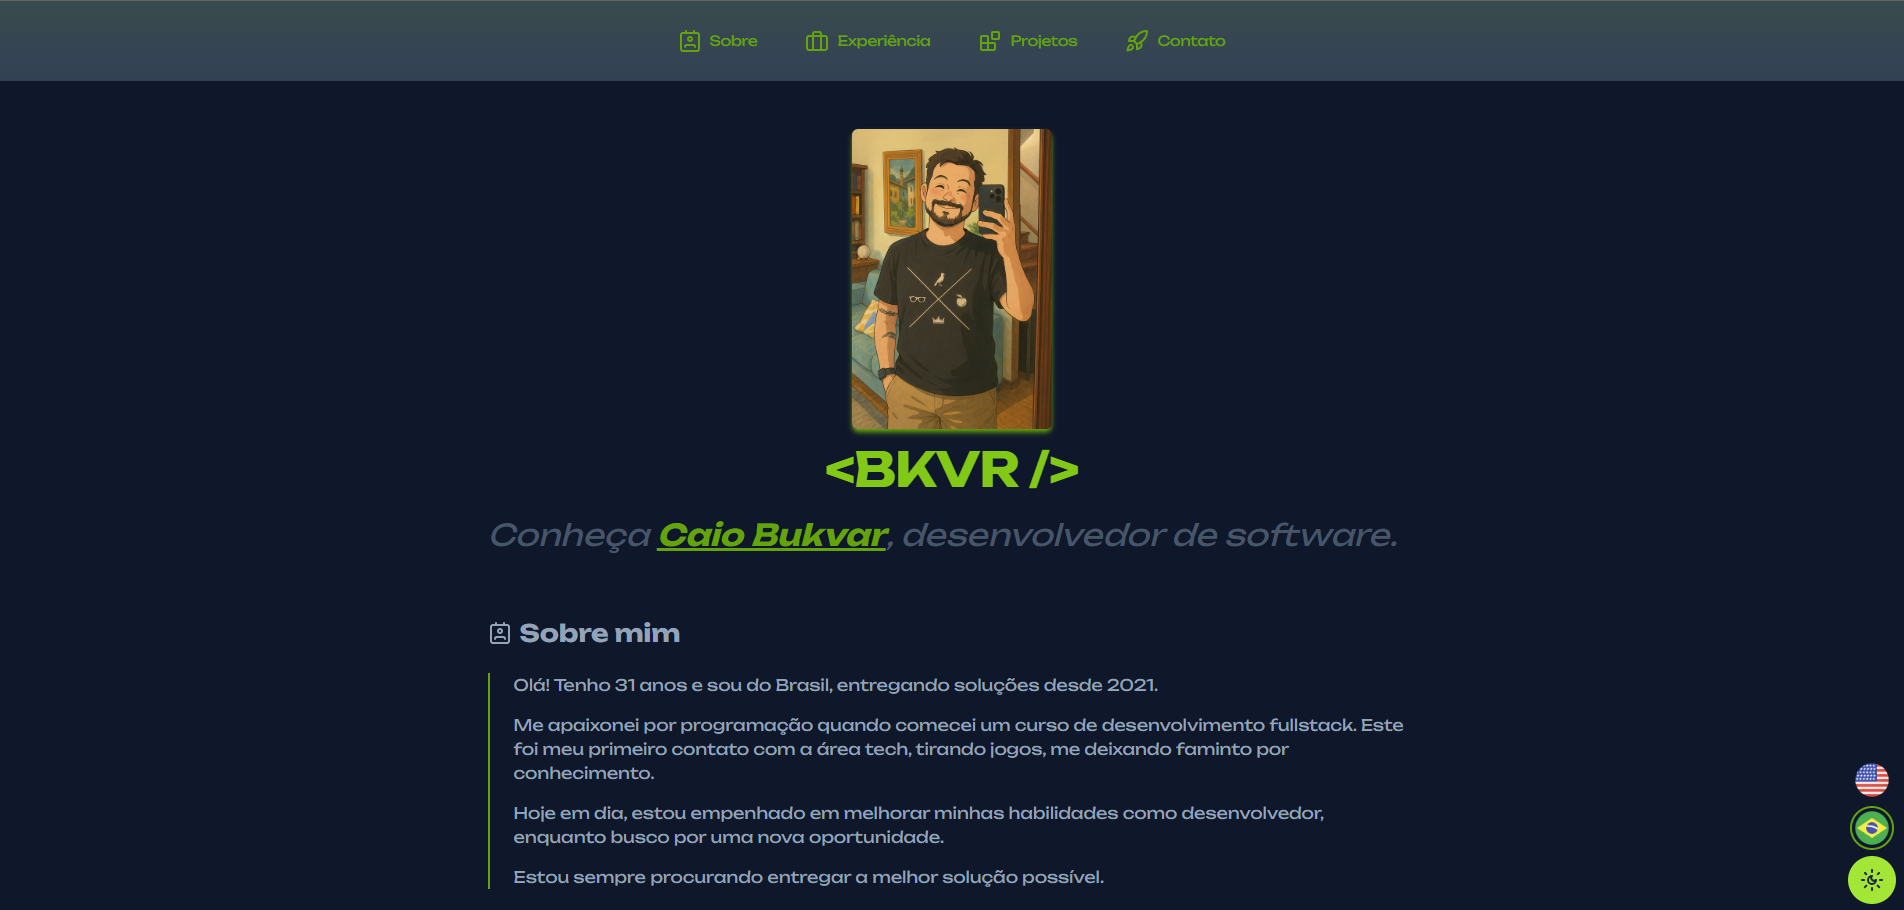 Sobre Experiência Projetos Contato
<BKVR />
Conheça Caio Bukvar, desenvolvedor de software.
Sobre mim
Olá! Tenho 31 anos e sou do Brasil, entregando soluções desde 2021.
Me apaixonei por programação quando comecei um curso de desenvolvimento fullstack. Este
foi meu primeiro contato com a área tech, tirando jogos, me deixando faminto por
conhecimento.
Hoje em dia, estou empenhado em melhorar minhas habilidades como desenvolvedor,
enquanto busco por uma nova oportunidade.
Estou sempre procurando entregar a melhor solução possível.